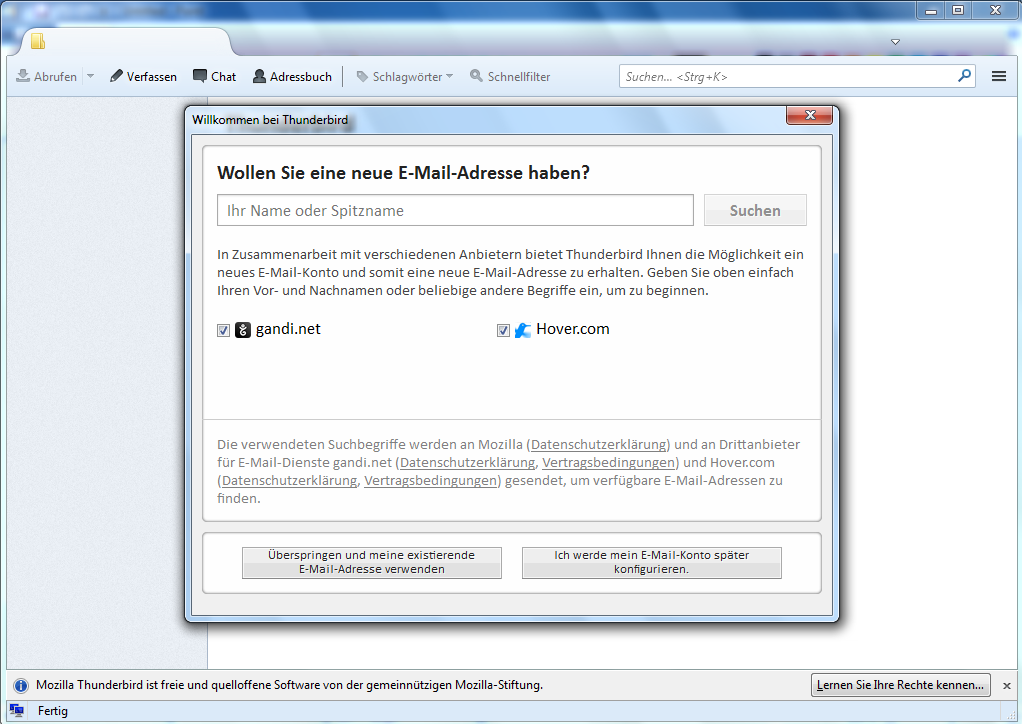 Abrufen Verfassen Chat Adressbuch Schlagwörter Schnellfilter Suchen... <Strg+K>
Willkommen bei Thunderbird
Wollen Sie eine neue E-Mail-Adresse haben?
Ihr Name oder Spitzname Suchen
In Zusammenarbeit mit verschiedenen Anbietern bietet Thunderbird Ihnen die Möglichkeit ein
neues E-Mail-Konto und somit eine neue E-Mail-Adresse zu erhalten. Geben Sie oben einfach
Ihren Vor- und Nachnamen oder beliebige andere Begriffe ein, um zu beginnen.
gandi.net Hover.com
Die verwendeten Suchbegriffe werden an Mozilla (Datenschutzerklärung) und an Drittanbieter
für E-Mail-Dienste gandi.net (Datenschutzerklärung, Vertragsbedingungen) und Hover.com
(Datenschutzerklärung, Vertragsbedingungen) gesendet, um verfügbare E-Mail-Adressen zu
finden.
Überspringen und meine existierende
E-Mail-Adresse verwenden
Ich werde mein E-Mail-Konto später
konfigurieren.
Mozilla Thunderbird ist freie und quelloffene Software von der gemeinnützigen Mozilla-Stiftung. Lernen Sie Ihre Rechte kennen...
Fertig